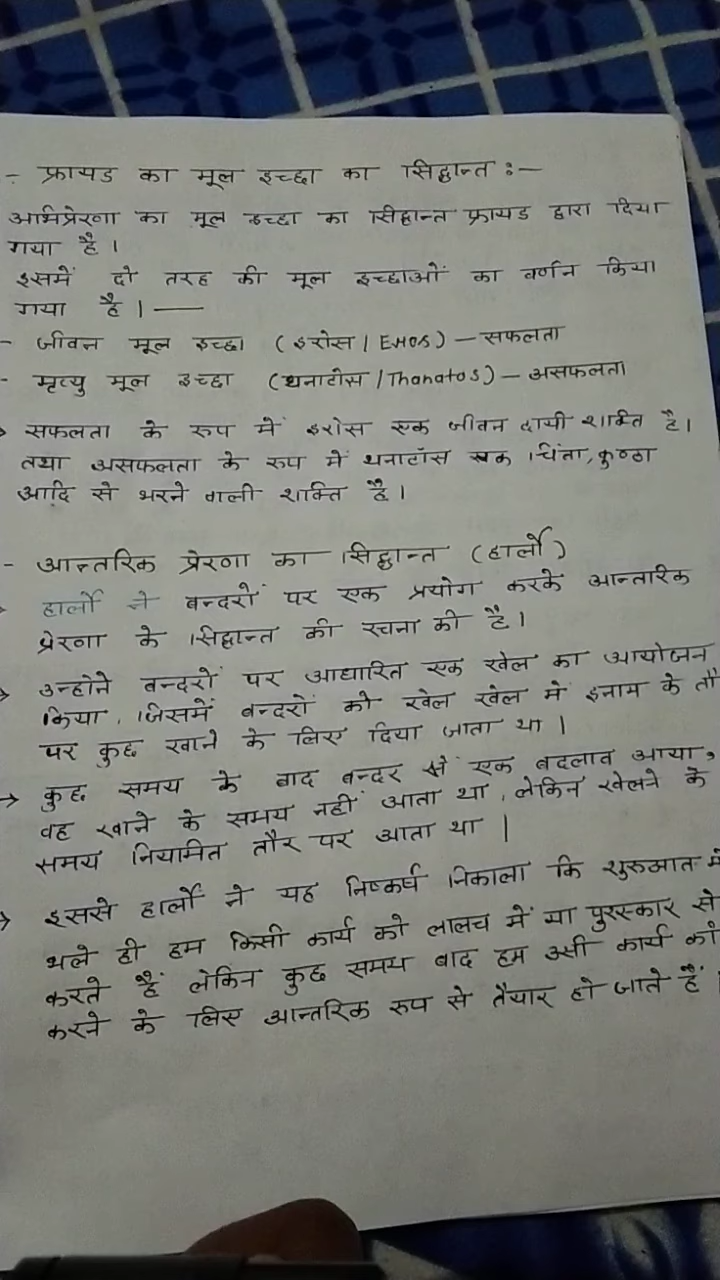 - फ्रायड का मूल इच्छा का सिद्धान्त :-
अभिप्रेरणा का मूल इच्छा का सिद्धान्त फ्रायड द्वारा दिया
गया है।
इसमें दो तरह की मूल इच्छाओं का वर्णन किया
गया है। —
- जीवन मूल इच्छा (इरोस / Eros) – सफलता
- मृत्यु मूल इच्छा (थनाटोस / Thanatos) – असफलता
→ सफलता के रुप में इरोस एक जीवन दायी शक्ति है।
तथा असफलता के रुप में थनाटॉस एक चिंता, कुण्ठा
आदि से भरने वाली शक्ति है।
- आन्तरिक प्रेरणा का सिद्धान्त (हार्लो)
→ हार्लो ने बन्दरों पर एक प्रयोग करके आन्तरिक
प्रेरणा के सिद्धान्त की रचना की है।
→ उन्होने बन्दरों पर आधारित एक खेल का आयोजन
किया, जिसमें बन्दरों को खेल खेल में इनाम के तौ
पर कुछ खाने के लिए दिया जाता था।
→ कुछ समय के बाद बन्दर में एक बदलाव आया,
वह खाने के समय नहीं आता था, लेकिन खेलने के
समय नियमित तौर पर आता था |
→ इससे हार्लो ने यह निष्कर्ष निकाला कि शुरुआत में
भले ही हम किसी कार्य को लालच में या पुरस्कार से
करते हैं लेकिन कुछ समय बाद हम उसी कार्य को
करने के लिए आन्तरिक रुप से तैयार हो जाते हैं।